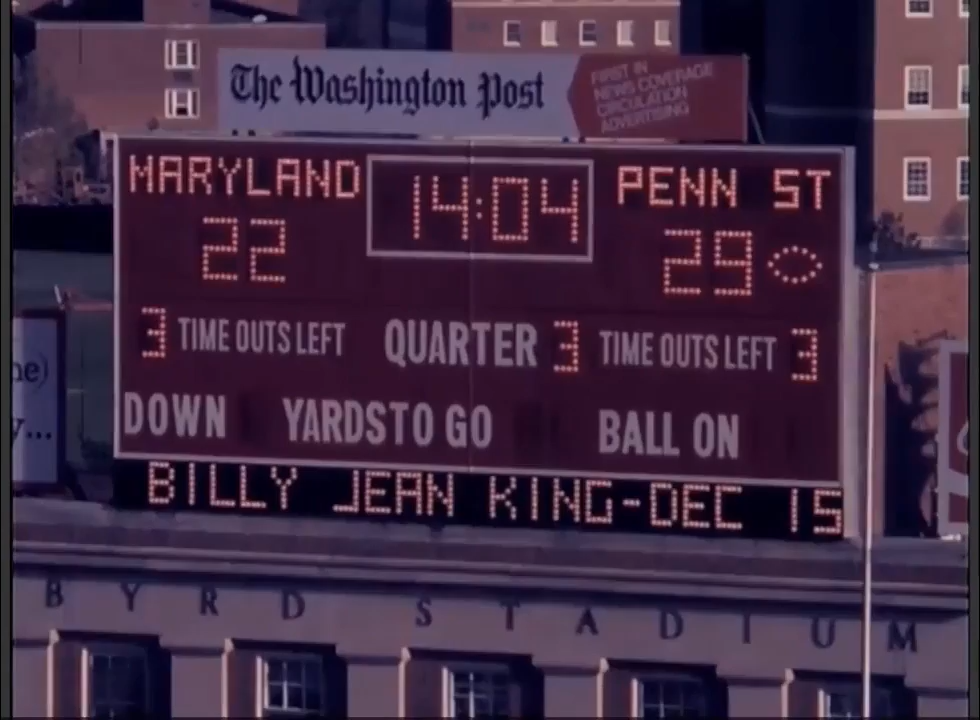 The Washington Post
FIRST IN
NEWS COVERAGE
CIRCULATION
ADVERTISING
MARYLAND 14:04 PENN ST
22 29
3 TIME OUTS LEFT QUARTER 3 TIME OUTS LEFT 3
DOWN YARDS TO GO BALL ON
BILLY JEAN KING-DEC 15
BYRD STADIUM